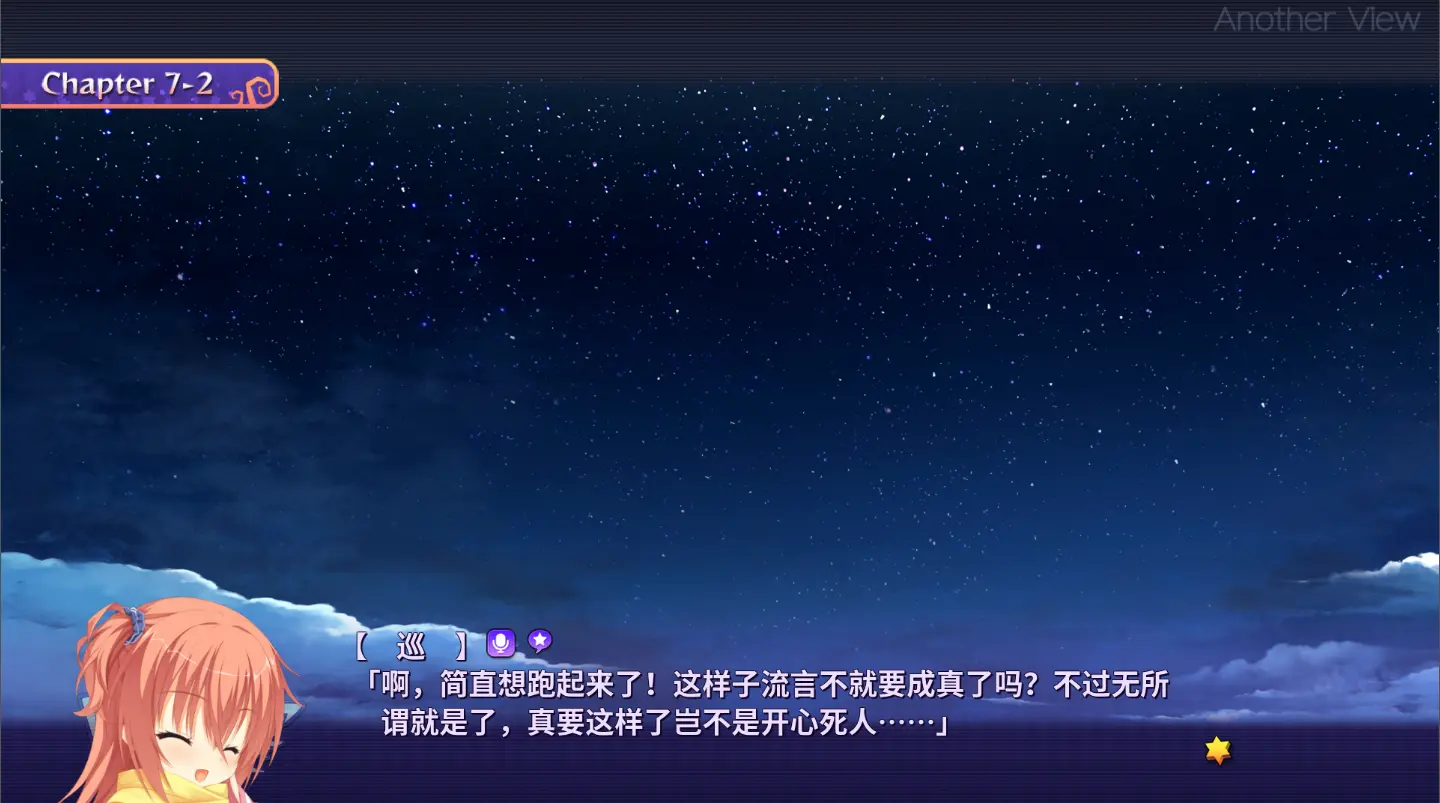 Another View
Chapter 7-2
【 巡 】
「啊，简直想跑起来了！这样子流言不就要成真了吗？不过无所
谓就是了，真要这样了岂不是开心死人……」